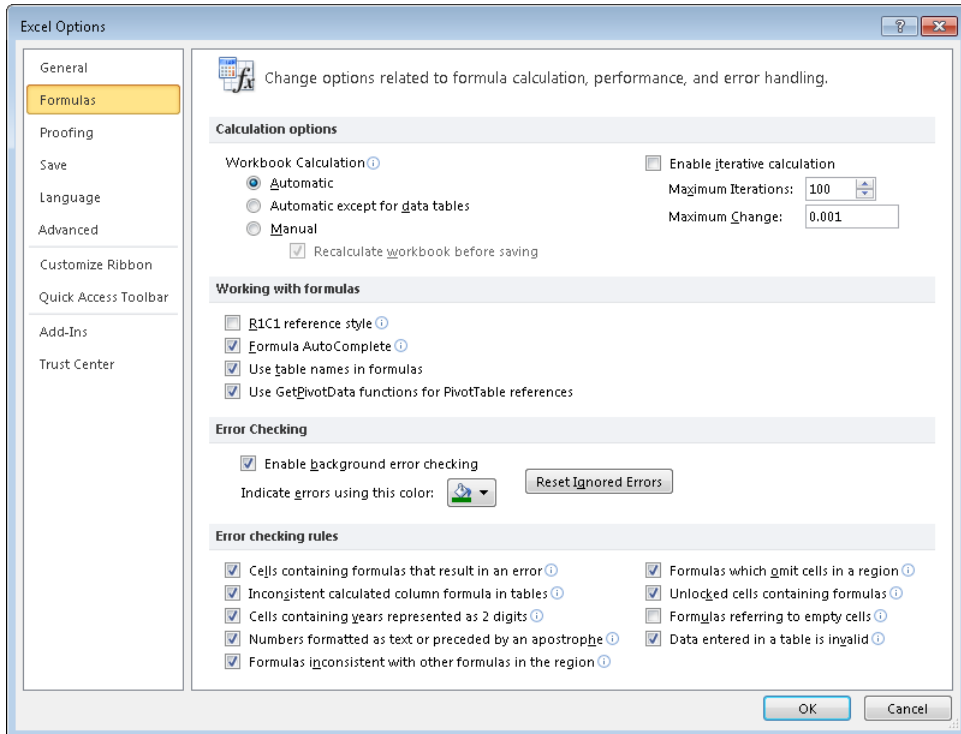 Excel Options
General
Formulas
Proofing
Save
Language
Advanced
Customize Ribbon
Quick Access Toolbar
Add-Ins
Trust Center
Change options related to formula calculation, performance, and error handling.
Calculation options
Workbook Calculation
Automatic
Automatic except for data tables
Manual
Recalculate workbook before saving
Enable iterative calculation
Maximum Iterations: 100
Maximum Change: 0.001
Working with formulas
R1C1 reference style
Formula AutoComplete
Use table names in formulas
Use GetPivotData functions for PivotTable references
Error Checking
Enable background error checking
Indicate errors using this color:
Reset Ignored Errors
Error checking rules
Cells containing formulas that result in an error
Inconsistent calculated column formula in tables
Cells containing years represented as 2 digits
Numbers formatted as text or preceded by an apostrophe
Formulas inconsistent with other formulas in the region
Formulas which omit cells in a region
Unlocked cells containing formulas
Formulas referring to empty cells
Data entered in a table is invalid
OK
Cancel